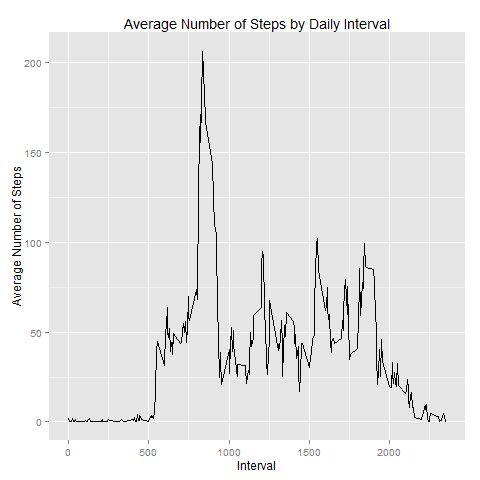 Average Number of Steps by Daily Interval
Average Number of Steps
200
150
100
50
0
0 500 1000 1500 2000
Interval